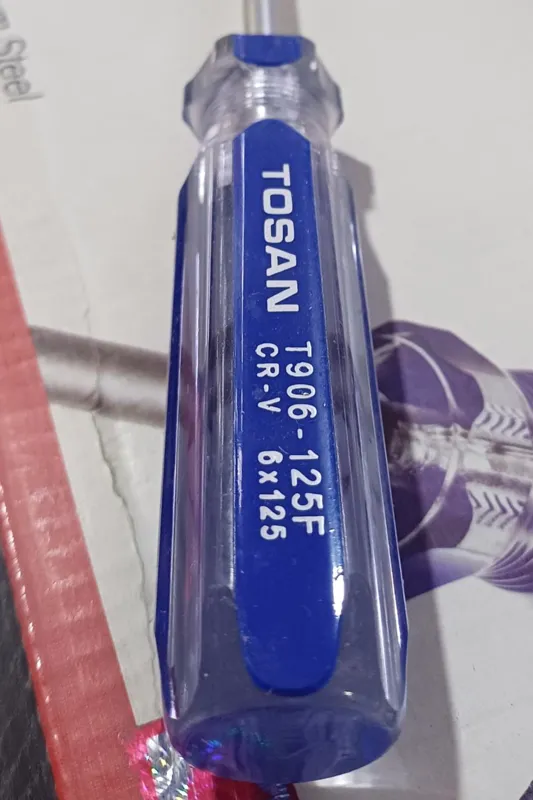 Steel
TOSAN
T906-125F
CR-V 6x125